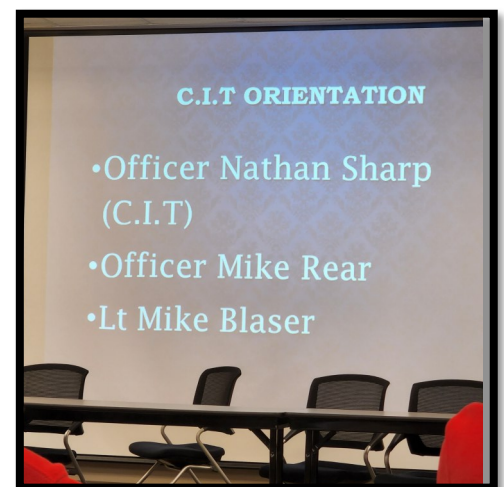 C.I.T ORIENTATION
•Officer Nathan Sharp
(C.I.T)
•Officer Mike Rear
•Lt Mike Blaser